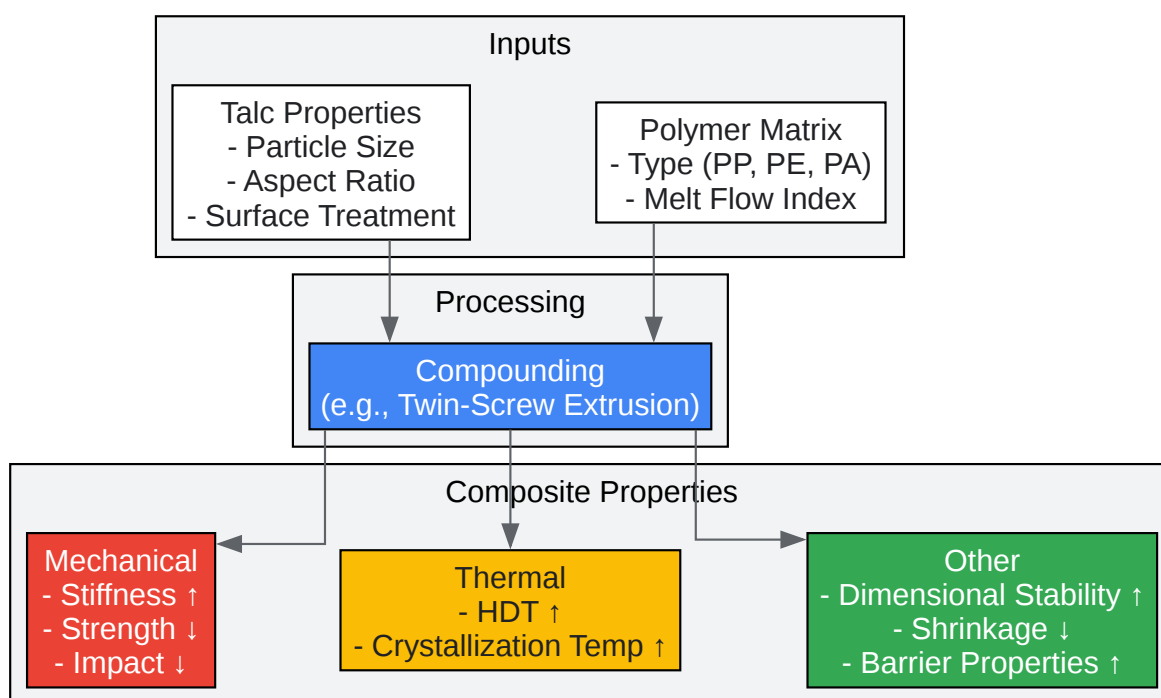 Inputs
Talc Properties
- Particle Size
- Aspect Ratio
- Surface Treatment
Polymer Matrix
- Type (PP, PE, PA)
- Melt Flow Index
Processing
Compounding
(e.g., Twin-Screw Extrusion)
Composite Properties
Mechanical
- Stiffness ↑
- Strength ↓
- Impact ↓
Thermal
- HDT ↑
- Crystallization Temp ↑
Other
- Dimensional Stability ↑
- Shrinkage ↓
- Barrier Properties ↑